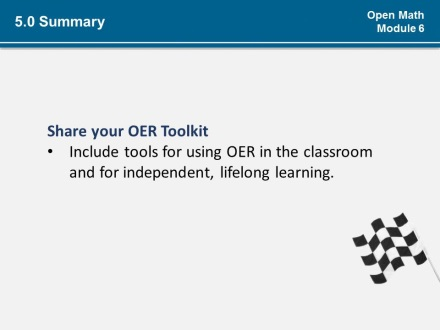 5.0 Summary
Open Math
Module 6
Share your OER Toolkit
• Include tools for using OER in the classroom
and for independent, lifelong learning.